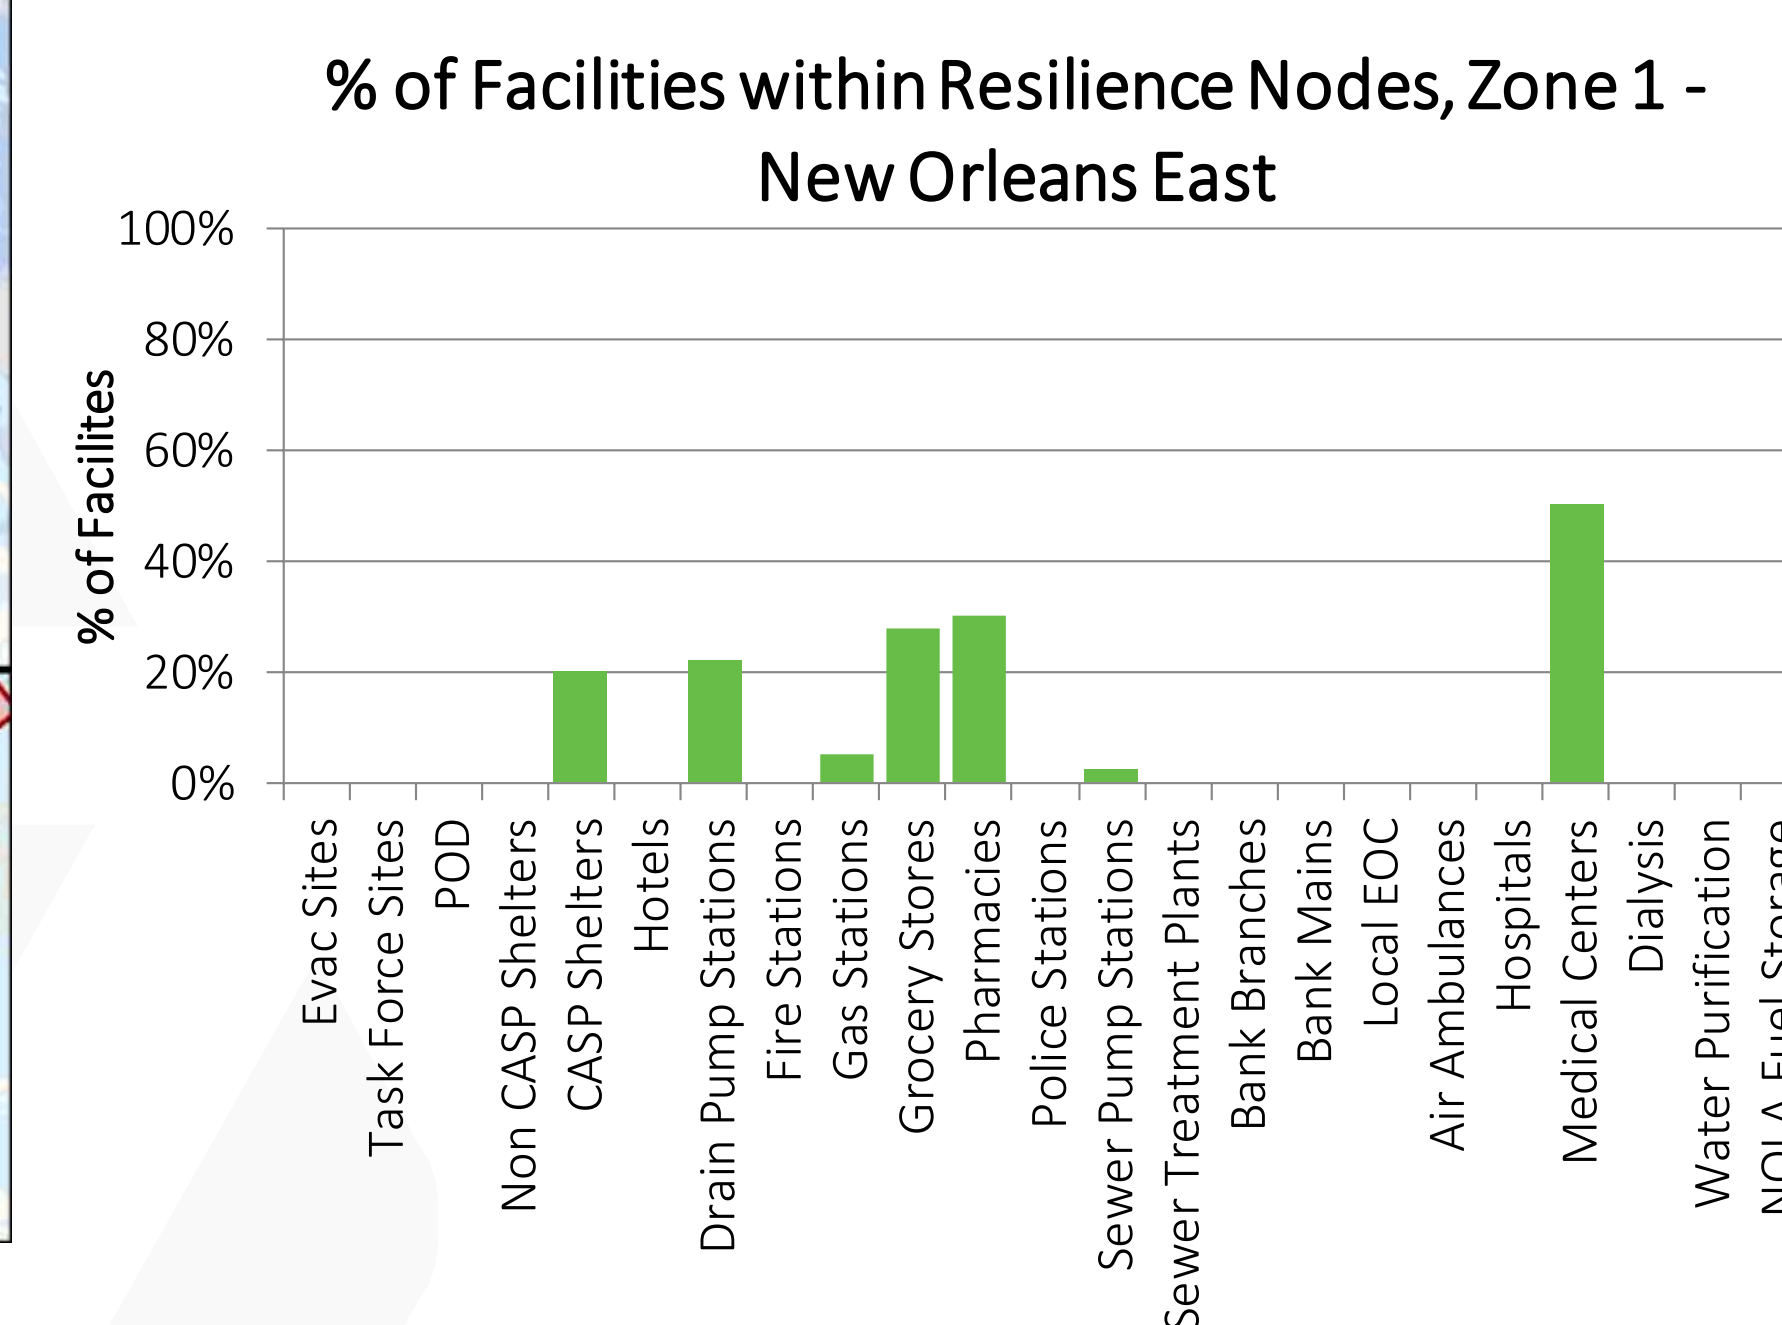 % of Facilities within Resilience Nodes, Zone 1 -
New Orleans East
100%
80%
60%
40%
20%
0%
% of Facilites
Evac Sites
Task Force Sites
POD
Non CASP Shelters
CASP Shelters
Hotels
Drain Pump Stations
Fire Stations
Gas Stations
Grocery Stores
Pharmacies
Police Stations
Sewer Pump Stations
Sewer Treatment Plants
Bank Branches
Bank Mains
Local EOC
Air Ambulances
Hospitals
Medical Centers
Dialysis
Water Purification
NOLA Fuel Storage